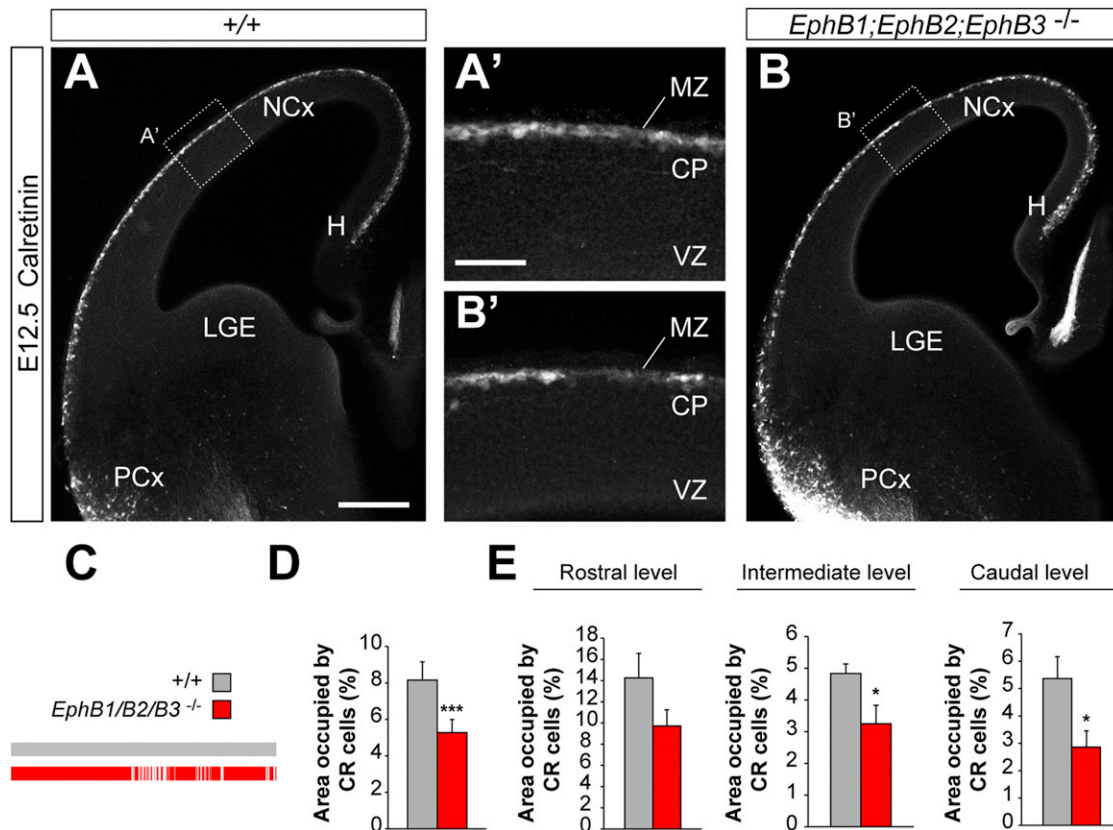 +/+
EphB1;EphB2;EphB3 -/-
E12.5 Calretinin
A
NCx
A'
H
LGE
PCx
A'
MZ
CP
VZ
B'
MZ
CP
VZ
B
NCx
B'
H
LGE
PCx
C
+/+
EphB1/B2/B3 -/-
D
Area occupied by
CR cells (%)
10
8
6
4
2
0
***
E
Rostral level
Area occupied by
CR cells (%)
18
16
14
12
10
8
6
4
2
0
Intermediate level
Area occupied by
CR cells (%)
6
5
4
3
2
1
0
*
Caudal level
Area occupied by
CR cells (%)
7
6
5
4
3
2
1
0
*